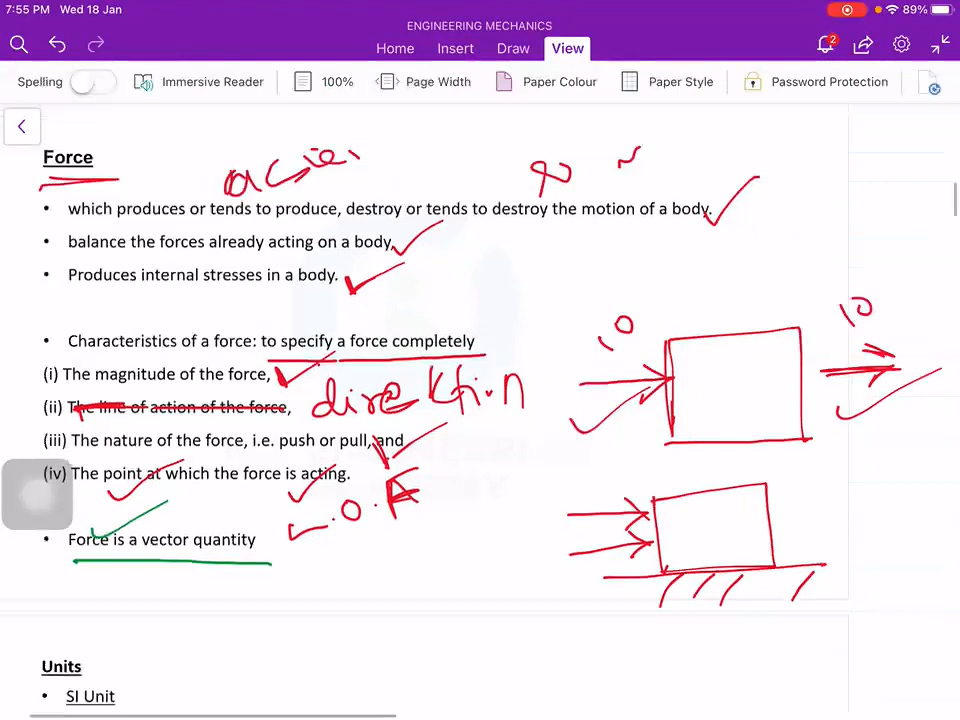 7:55 PM Wed 18 Jan
89%
ENGINEERING MECHANICS
Home Insert Draw View
2
Spelling Immersive Reader 100% Page Width Paper Colour Paper Style Password Protection
Force
• which produces or tends to produce, destroy or tends to destroy the motion of a body.
• balance the forces already acting on a body,
• Produces internal stresses in a body.
10
10
• Characteristics of a force: to specify a force completely
(i) The magnitude of the force,
(ii) The line of action of the force, direktion
(iii) The nature of the force, i.e. push or pull, and
(iv) The point at which the force is acting.
• Force is a vector quantity
Units
• SI Unit